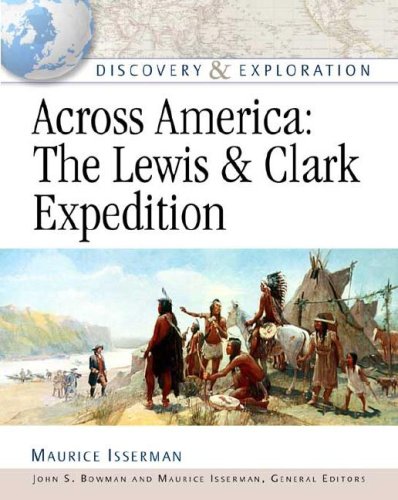 DISCOVERY & EXPLORATION
Across America:
The Lewis & Clark
Expedition
MAURICE ISSERMAN
JOHN S. BOWMAN AND MAURICE ISSERMAN, GENERAL EDITORS